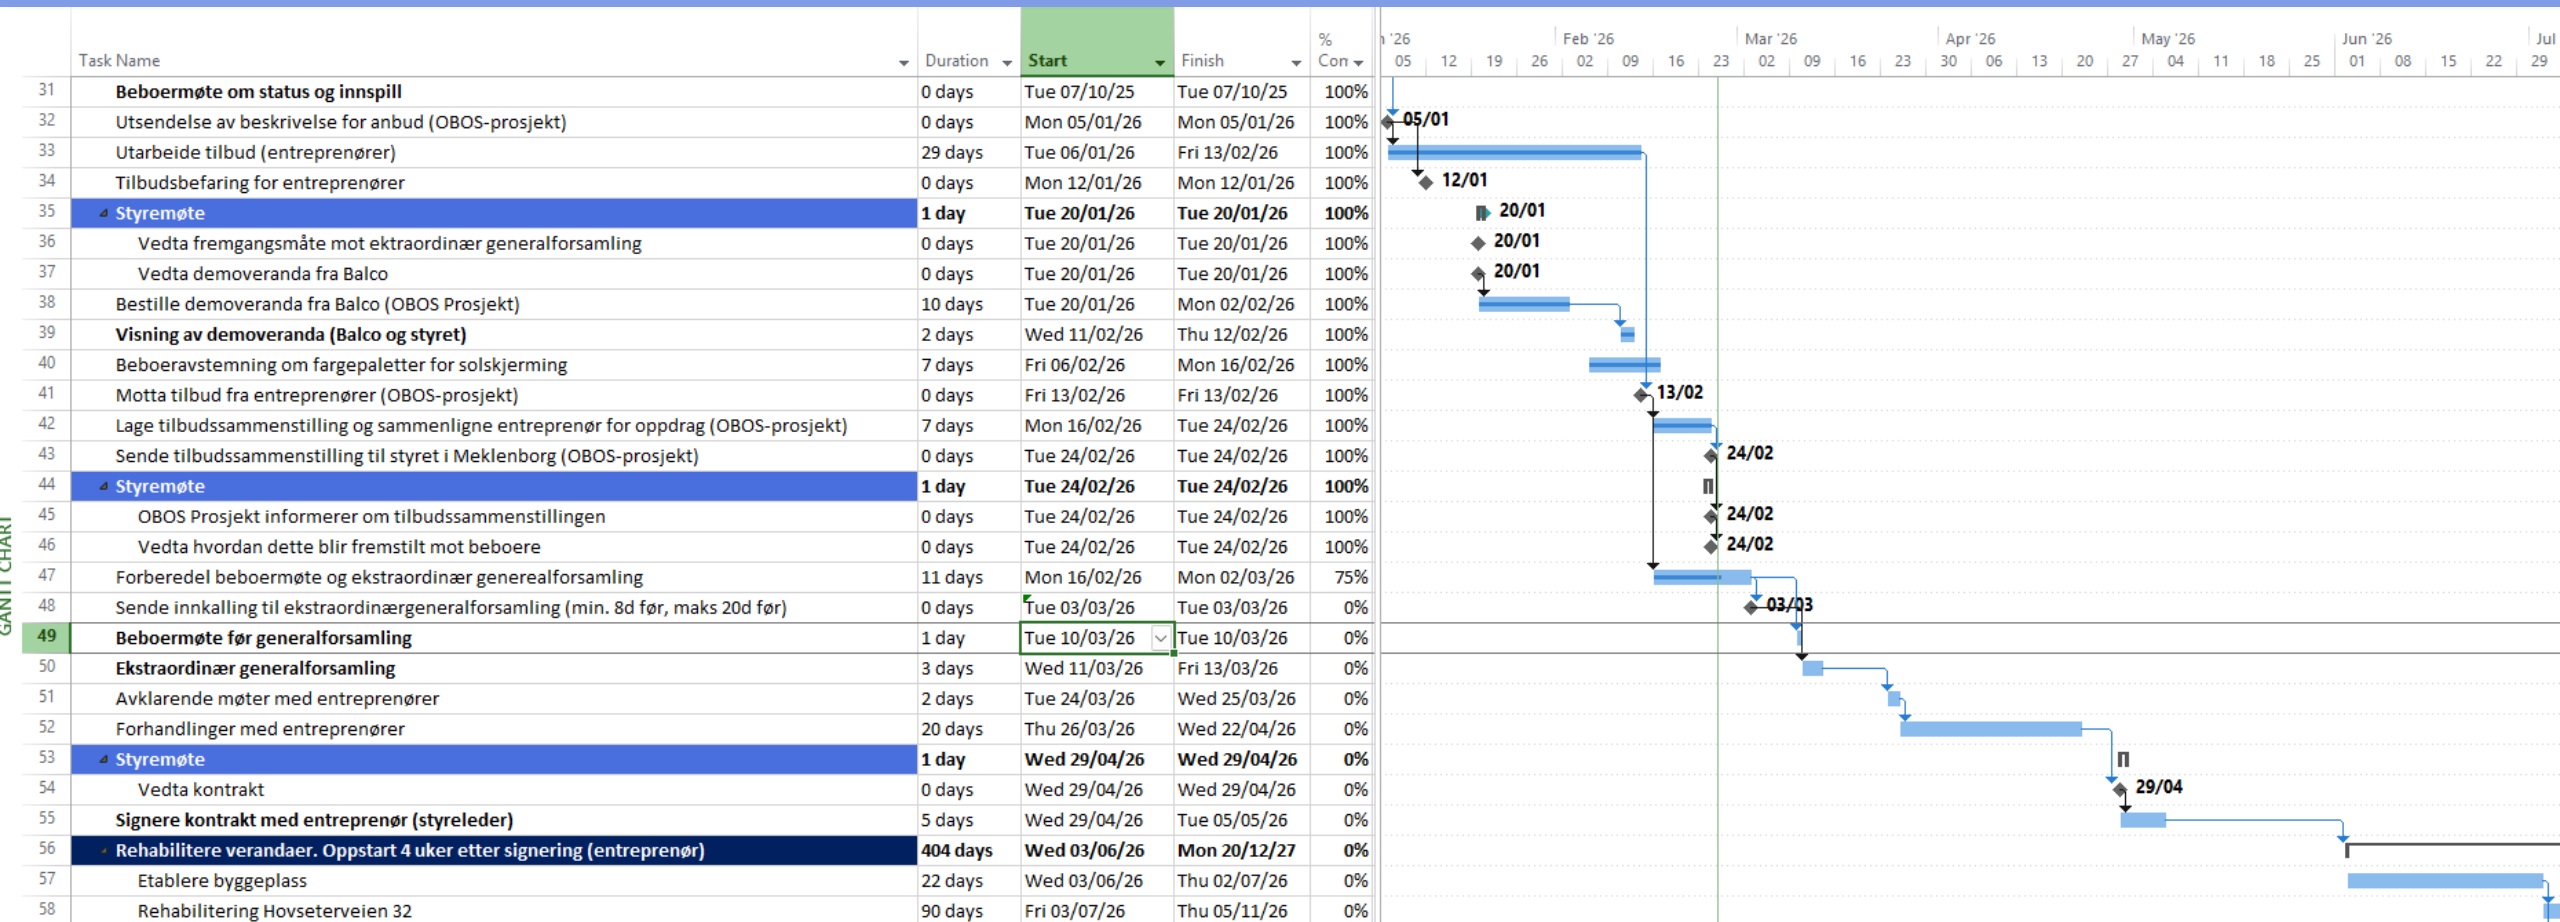 % n '26 Feb '26 Mar '26 Apr '26 May '26 Jun '26 Jul
Task Name Duration Start Finish Con 05 12 19 26 02 09 16 23 02 09 16 23 30 06 13 20 27 04 11 18 25 01 08 15 22 29
31 Beboermøte om status og innspill 0 days Tue 07/10/25 Tue 07/10/25 100%
32 Utsendelse av beskrivelse for anbud (OBOS-prosjekt) 0 days Mon 05/01/26 Mon 05/01/26 100% 05/01
33 Utarbeide tilbud (entreprenører) 29 days Tue 06/01/26 Fri 13/02/26 100%
34 Tilbudsbefaring for entreprenører 0 days Mon 12/01/26 Mon 12/01/26 100% 12/01
35 Styremøte 1 day Tue 20/01/26 Tue 20/01/26 100% 20/01
36 Vedta fremgangsmåte mot ektraordinær generalforsamling 0 days Tue 20/01/26 Tue 20/01/26 100% 20/01
37 Vedta demoveranda fra Balco 0 days Tue 20/01/26 Tue 20/01/26 100% 20/01
38 Bestille demoveranda fra Balco (OBOS Prosjekt) 10 days Tue 20/01/26 Mon 02/02/26 100%
39 Visning av demoveranda (Balco og styret) 2 days Wed 11/02/26 Thu 12/02/26 100%
40 Beboeravstemning om fargepaletter for solskjerming 7 days Fri 06/02/26 Mon 16/02/26 100%
41 Motta tilbud fra entreprenører (OBOS-prosjekt) 0 days Fri 13/02/26 Fri 13/02/26 100% 13/02
42 Lage tilbudssammenstilling og sammenligne entreprenør for oppdrag (OBOS-prosjekt) 7 days Mon 16/02/26 Tue 24/02/26 100%
43 Sende tilbudssammenstilling til styret i Meklenborg (OBOS-prosjekt) 0 days Tue 24/02/26 Tue 24/02/26 100% 24/02
44 Styremøte 1 day Tue 24/02/26 Tue 24/02/26 100%
45 OBOS Prosjekt informerer om tilbudssammenstillingen 0 days Tue 24/02/26 Tue 24/02/26 100% 24/02
46 Vedta hvordan dette blir fremstilt mot beboere 0 days Tue 24/02/26 Tue 24/02/26 100% 24/02
47 Forberedel beboermøte og ekstraordinær generealforsamling 11 days Mon 16/02/26 Mon 02/03/26 75%
48 Sende innkalling til ekstraordinærgeneralforsamling (min. 8d før, maks 20d før) 0 days Tue 03/03/26 Tue 03/03/26 0% 03/03
49 Beboermøte før generalforsamling 1 day Tue 10/03/26 Tue 10/03/26 0%
50 Ekstraordinær generalforsamling 3 days Wed 11/03/26 Fri 13/03/26 0%
51 Avklarende møter med entreprenører 2 days Tue 24/03/26 Wed 25/03/26 0%
52 Forhandlinger med entreprenører 20 days Thu 26/03/26 Wed 22/04/26 0%
53 Styremøte 1 day Wed 29/04/26 Wed 29/04/26 0%
54 Vedta kontrakt 0 days Wed 29/04/26 Wed 29/04/26 0% 29/04
55 Signere kontrakt med entreprenør (styreleder) 5 days Wed 29/04/26 Tue 05/05/26 0%
56 Rehabilitere verandaer. Oppstart 4 uker etter signering (entreprenør) 404 days Wed 03/06/26 Mon 20/12/27 0%
57 Etablere byggeplass 22 days Wed 03/06/26 Thu 02/07/26 0%
58 Rehabilitering Hovseterveien 32 90 days Fri 03/07/26 Thu 05/11/26 0%
GANTT CHART